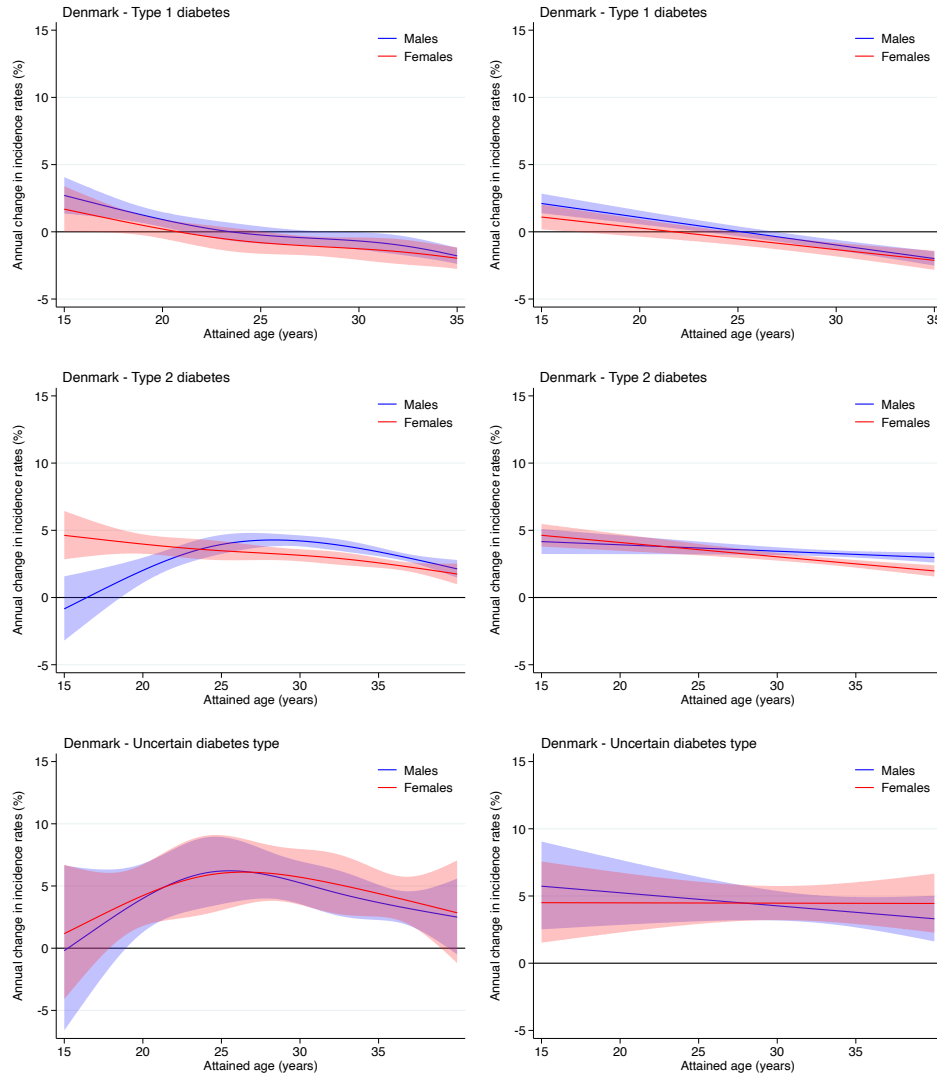 Denmark - Type 1 diabetes
Annual change in incidence rates (%)
15
10
5
0
-5
Males
Females
15 20 25 30 35
Attained age (years)
Denmark - Type 1 diabetes
Annual change in incidence rates (%)
15
10
5
0
-5
Males
Females
15 20 25 30 35
Attained age (years)
Denmark - Type 2 diabetes
Annual change in incidence rates (%)
15
10
5
0
-5
Males
Females
15 20 25 30 35
Attained age (years)
Denmark - Type 2 diabetes
Annual change in incidence rates (%)
15
10
5
0
-5
Males
Females
15 20 25 30 35
Attained age (years)
Denmark - Uncertain diabetes type
Annual change in incidence rates (%)
15
10
5
0
-5
Males
Females
15 20 25 30 35
Attained age (years)
Denmark - Uncertain diabetes type
Annual change in incidence rates (%)
15
10
5
0
-5
Males
Females
15 20 25 30 35
Attained age (years)